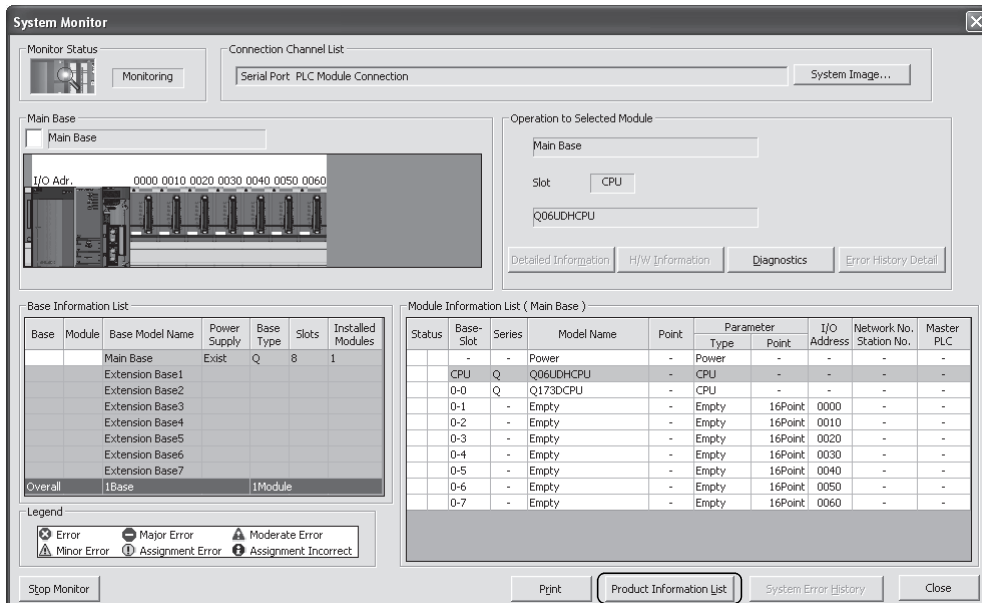 System Monitor
Monitor Status
Monitoring
Connection Channel List
Serial Port PLC Module Connection
System Image...
Main Base
Main Base
I/O Adr. 0000 0010 0020 0030 0040 0050 0060
Operation to Selected Module
Main Base
Slot CPU
Q06UDHCPU
Detailed Information H/W Information Diagnostics Error History Detail
Base Information List
Base Module Base Model Name Power Supply Base Type Slots Installed Modules
Main Base Exist Q 8 1
Extension Base1
Extension Base2
Extension Base3
Extension Base4
Extension Base5
Extension Base6
Extension Base7
Overall 1Base 1Module
Legend
Error Major Error Moderate Error
Minor Error Assignment Error Assignment Incorrect
Module Information List ( Main Base )
Status Base-Slot Series Model Name Point Parameter Type Point I/O Address Network No. Station No. Master PLC
- - Power - Power - - - -
CPU Q Q06UDHCPU - CPU - - - -
0-0 Q Q173DCPU - CPU - - - -
0-1 - Empty - Empty 16Point 0000 - -
0-2 - Empty - Empty 16Point 0010 - -
0-3 - Empty - Empty 16Point 0020 - -
0-4 - Empty - Empty 16Point 0030 - -
0-5 - Empty - Empty 16Point 0040 - -
0-6 - Empty - Empty 16Point 0050 - -
0-7 - Empty - Empty 16Point 0060 - -
Stop Monitor Print Product Information List System Error History Close